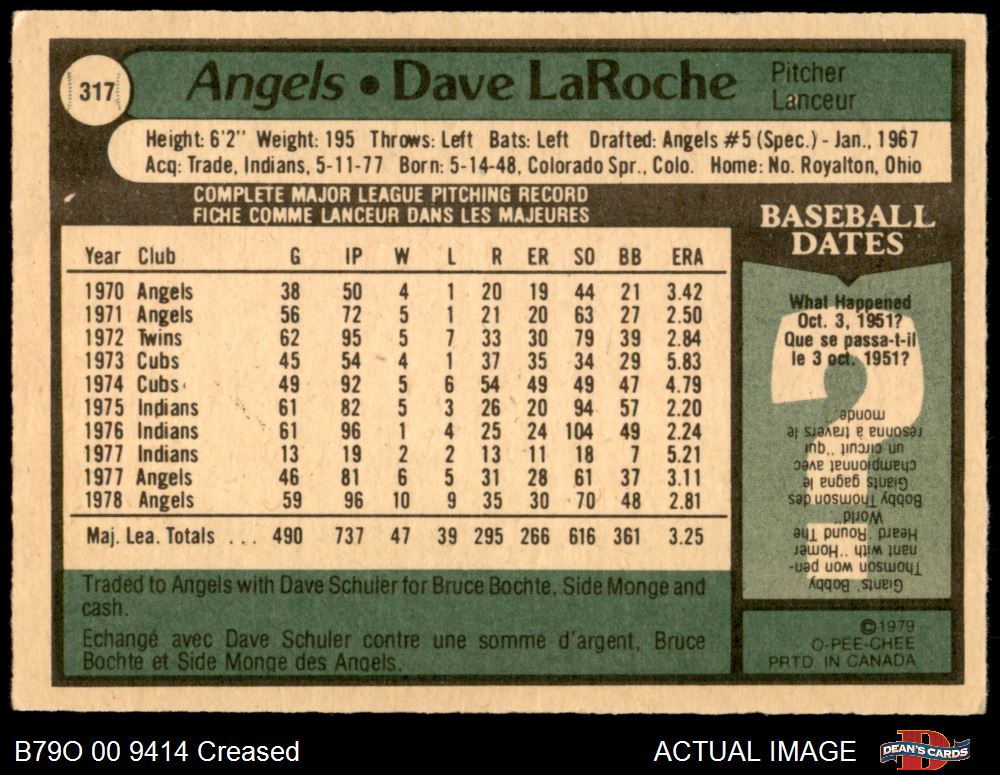 317
Angels • Dave LaRoche
Pitcher
Lanceur
Height: 6'2" Weight: 195 Throws: Left Bats: Left Drafted: Angels #5 (Spec.) - Jan., 1967
Acq: Trade, Indians, 5-11-77 Born: 5-14-48, Colorado Spr., Colo. Home: No. Royalton, Ohio
COMPLETE MAJOR LEAGUE PITCHING RECORD
FICHE COMME LANCEUR DANS LES MAJEURES
Year Club G IP W L R ER SO BB ERA
1970 Angels 38 50 4 1 20 19 44 21 3.42
1971 Angels 56 72 5 1 21 20 63 27 2.50
1972 Twins 62 95 5 7 33 30 79 39 2.84
1973 Cubs 45 54 4 1 37 35 34 29 5.83
1974 Cubs 49 92 5 6 54 49 49 47 4.79
1975 Indians 61 82 5 3 26 20 94 57 2.20
1976 Indians 61 96 1 4 25 24 104 49 2.24
1977 Indians 13 19 2 2 13 11 18 7 5.21
1977 Angels 46 81 6 5 31 28 61 37 3.11
1978 Angels 59 96 10 9 35 30 70 48 2.81
Maj. Lea. Totals . . . 490 737 47 39 295 266 616 361 3.25
Traded to Angels with Dave Schuler for Bruce Bochte, Side Monge and
cash.
Echangé avec Dave Schuler contre une somme d'argent, Bruce
Bochte et Side Monge des Angels.
BASEBALL
DATES
What Happened
Oct. 3, 1951?
Que se passa-t-il
le 3 oct. 1951?
Giants' Bobby
Thomson won pen-
nant with "Homer
Heard 'Round The
World".
Bobby Thomson des
Giants gagne le
championnat avec
un circuit "qui
résonna à travers le
monde
©1979
O-PEE-CHEE
PRTD IN CANADA
B79O 00 9414 Creased
ACTUAL IMAGE
DEAN'S CARDS